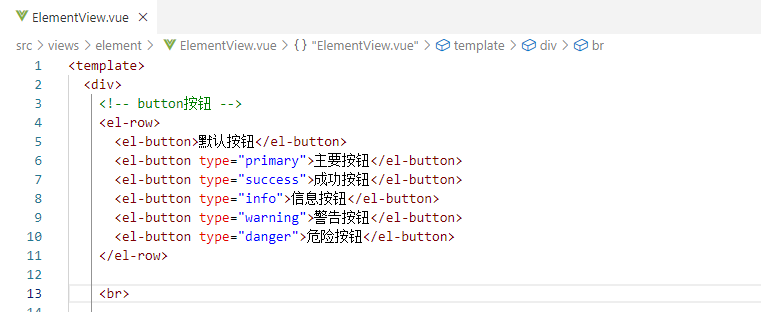 ElementView.vue ×
src > views > element > ElementView.vue > {} "ElementView.vue" > template > div > br
1 <template>
2 <div>
3 <!-- button按钮 -->
4 <el-row>
5 <el-button>默认按钮</el-button>
6 <el-button type="primary">主要按钮</el-button>
7 <el-button type="success">成功按钮</el-button>
8 <el-button type="info">信息按钮</el-button>
9 <el-button type="warning">警告按钮</el-button>
10 <el-button type="danger">危险按钮</el-button>
11 </el-row>
12
13 <br>
14